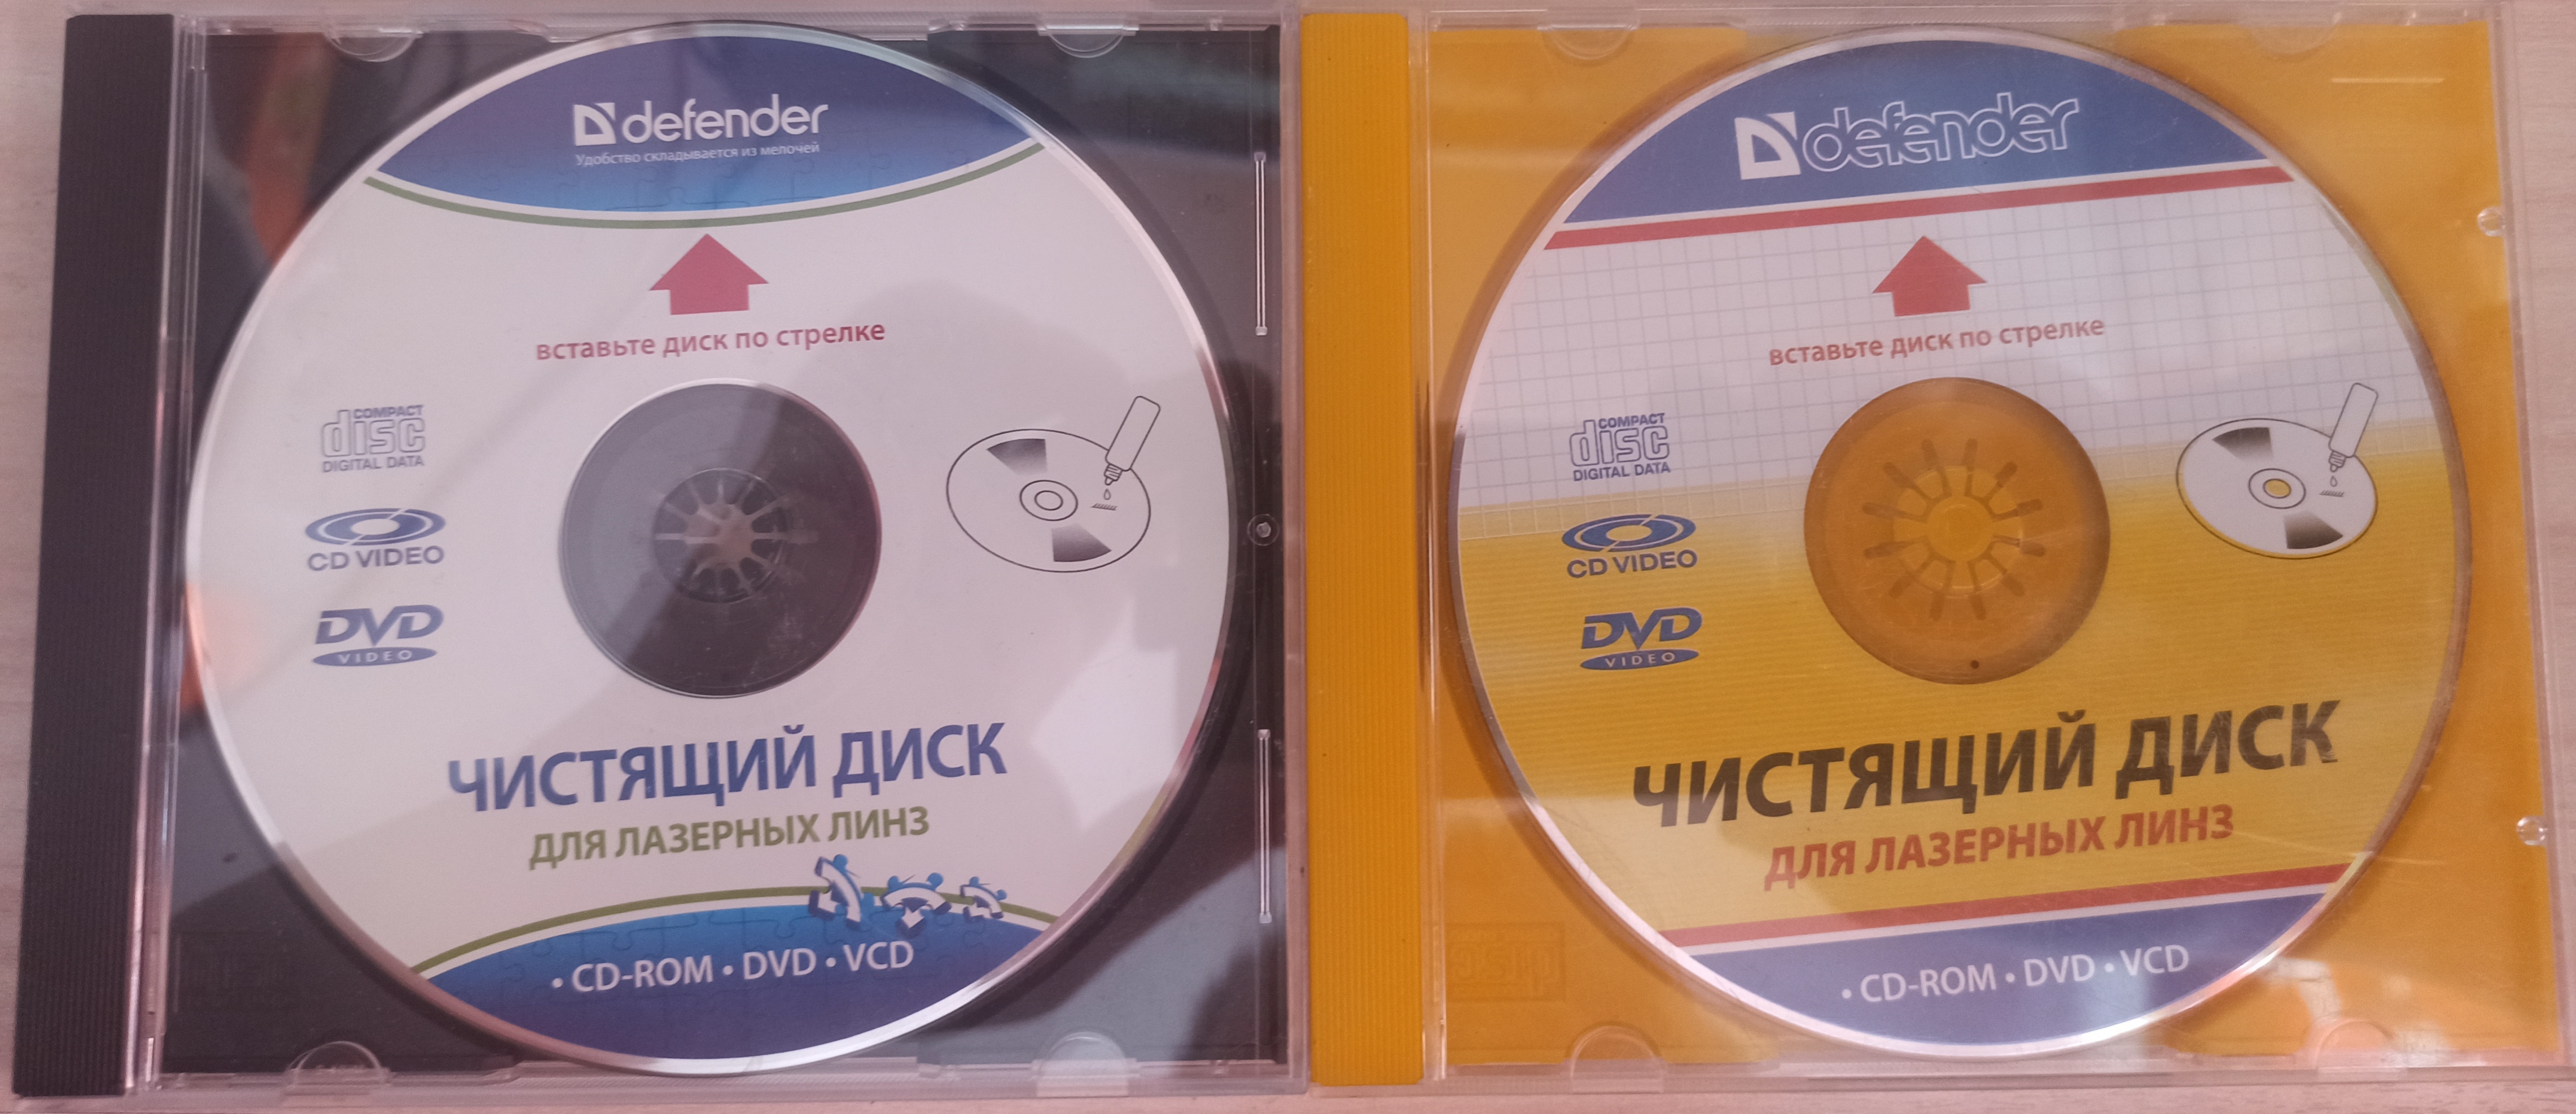 defender
Удобство складывается из мелочей
вставьте диск по стрелке
COMPACT
disc
DIGITAL DATA
CD VIDEO
DVD
VIDEO
ЧИСТЯЩИЙ ДИСК
ДЛЯ ЛАЗЕРНЫХ ЛИНЗ
• CD-ROM • DVD • VCD
defender
вставьте диск по стрелке
COMPACT
disc
DIGITAL DATA
CD VIDEO
DVD
VIDEO
ЧИСТЯЩИЙ ДИСК
ДЛЯ ЛАЗЕРНЫХ ЛИНЗ
• CD-ROM • DVD • VCD